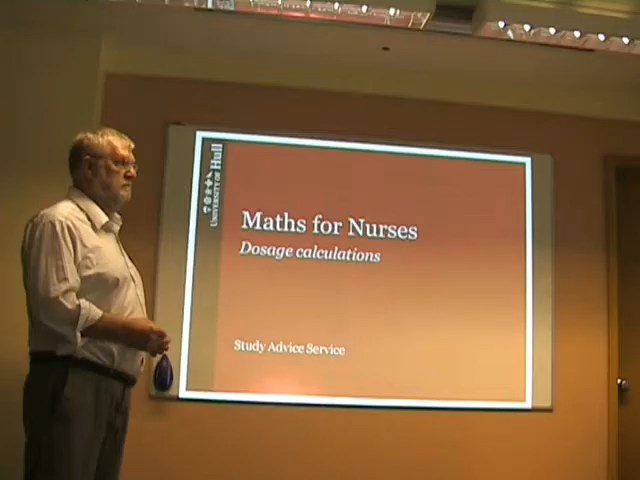 UNIVERSITY OF Hull
Maths for Nurses
Dosage calculations
Study Advice Service